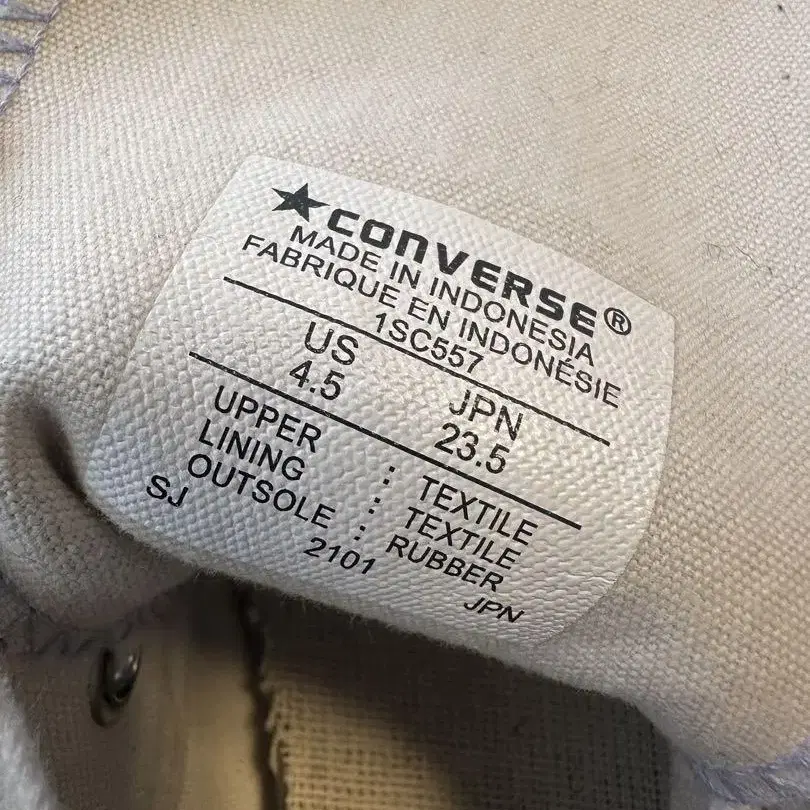 ★CONVERSE®
MADE IN INDONESIA
FABRIQUE EN INDONÉSIE
1SC557
US JPN
4.5 23.5
UPPER : TEXTILE
LINING : TEXTILE
OUTSOLE : RUBBER
SJ 2101 JPN